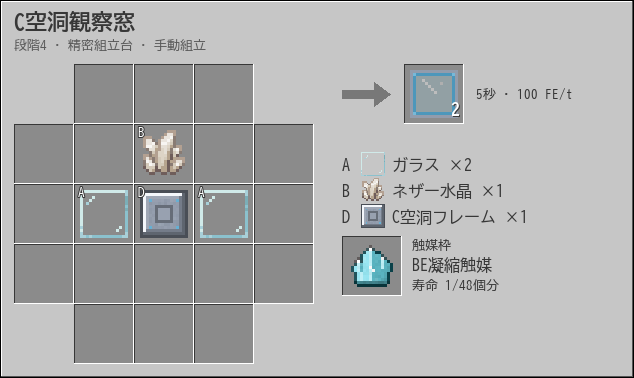 C空洞観察窓
段階4 · 精密組立台 · 手動組立
B
A
D
A
2
5秒 · 100 FE/t
A ガラス ×2
B ネザー水晶 ×1
D C空洞フレーム ×1
触媒枠
BE凝縮触媒
寿命 1/48個分